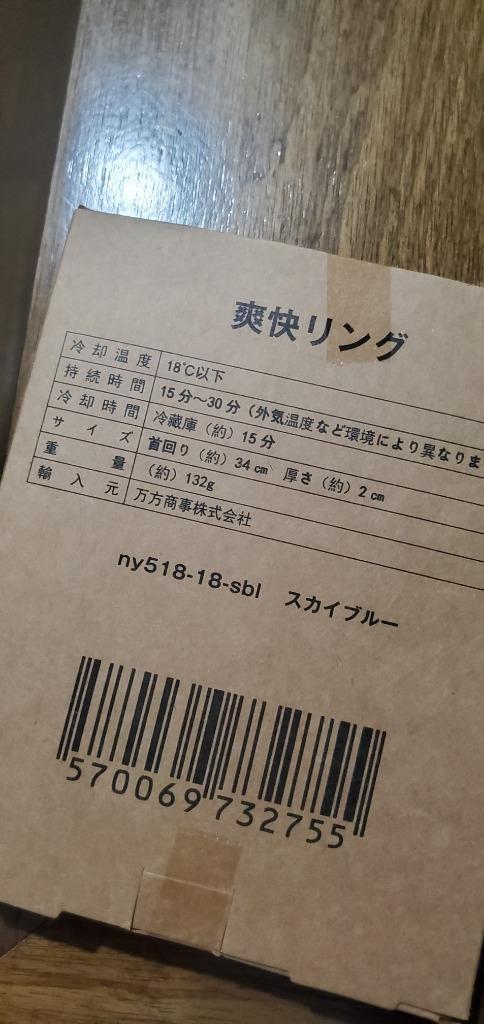 爽快リング
冷却温度 18℃以下
持続時間 15分～30分（外気温度など環境により異なりま
冷却時間 冷蔵庫（約）15分
サイズ 首回り（約）34㎝ 厚さ（約）2㎝
重量 （約）132g
輸入元 万方商事株式会社
ny518-18-sbl スカイブルー
570069732755